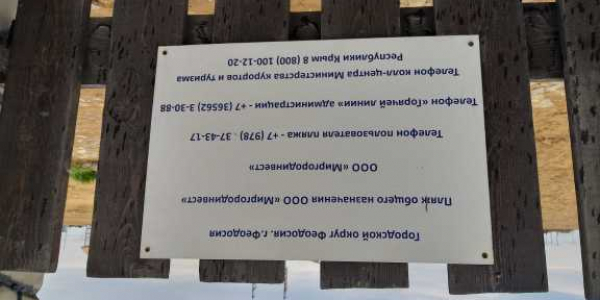 Городской округ Феодосия. г.Феодосия
Пляж общего назначения ООО «Миргородинвест»
ООО «Миргородинвест»
Телефон пользователя пляжа - +7 (978) 37-43-17
Телефон «Горячей линии» администрации - +7 (36562) 3-30-88
Телефон колл-центра Министерства курортов и туризма
Республики Крым 8 (800) 100-12-20